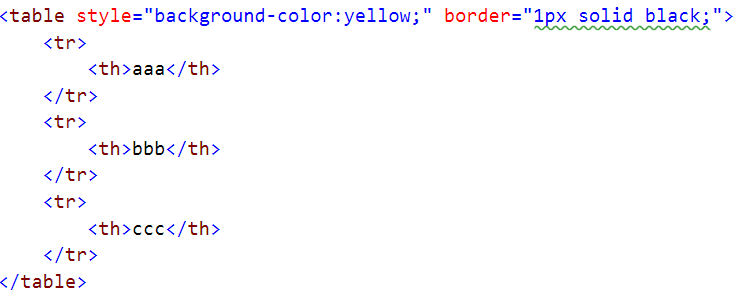 <table style="background-color:yellow;" border="1px solid black;">
    <tr>
        <th>aaa</th>
    </tr>
    <tr>
        <th>bbb</th>
    </tr>
    <tr>
        <th>ccc</th>
    </tr>
</table>